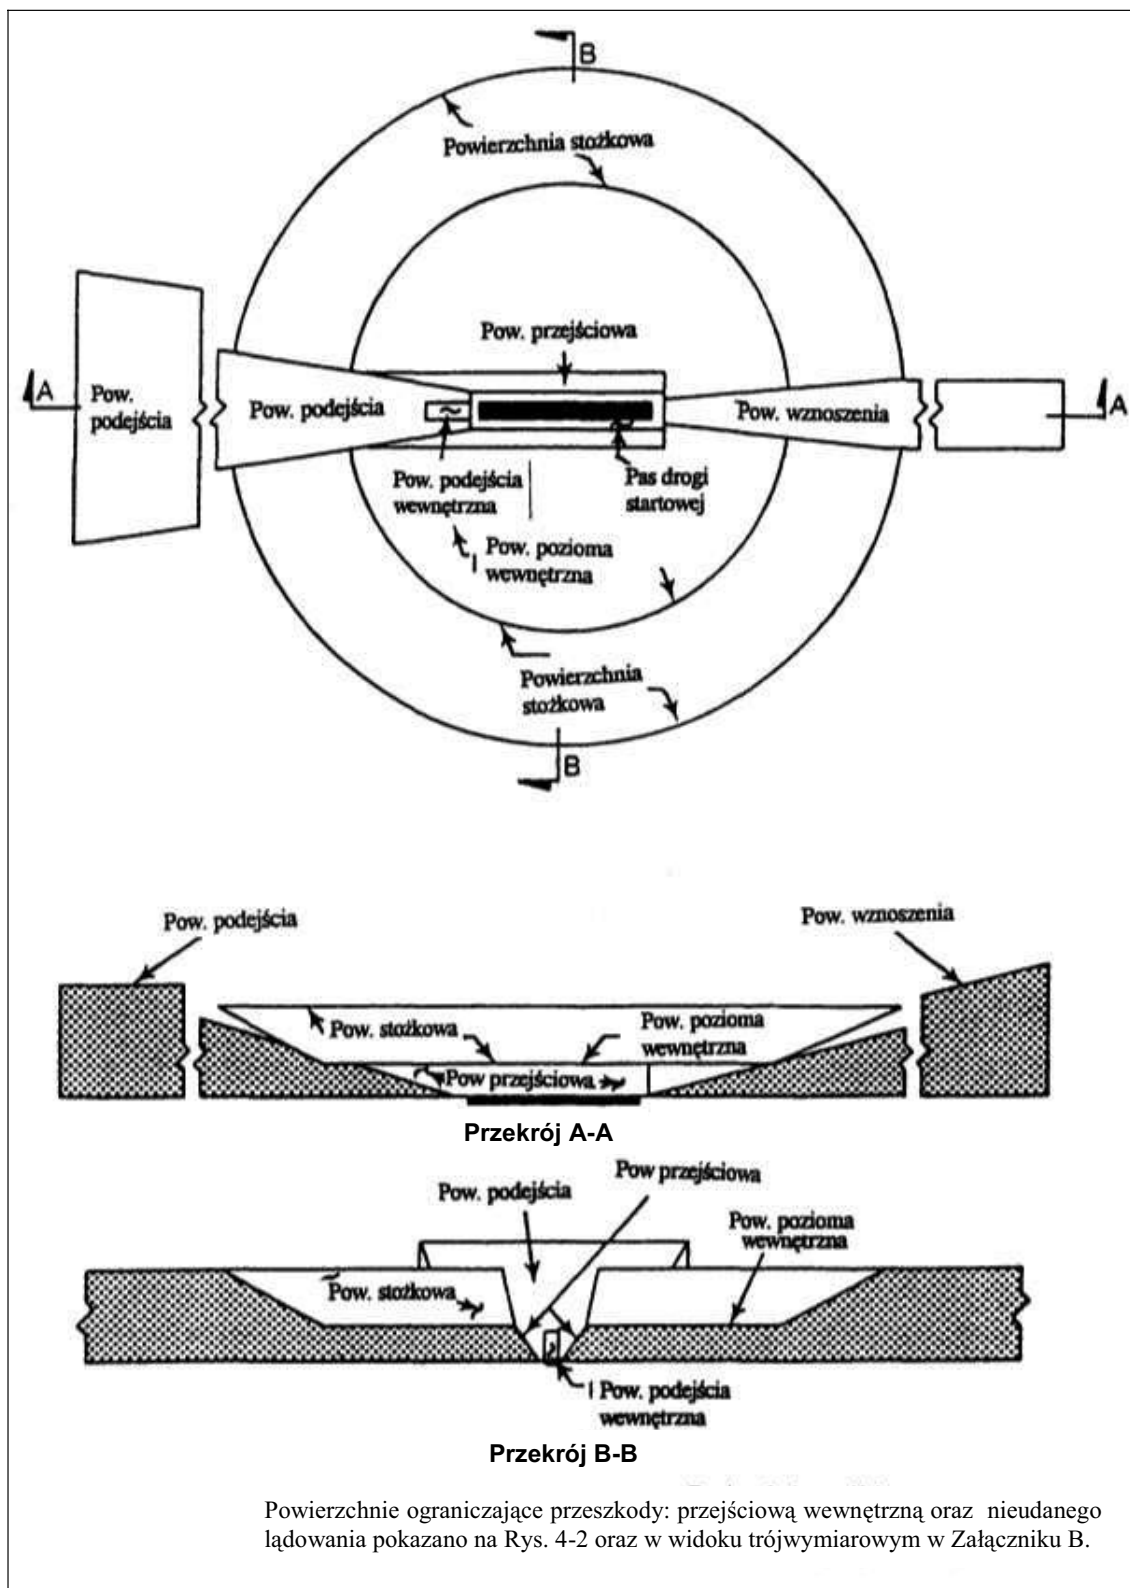 B
Powierzchnia stożkowa
Pow. przejściowa
A
Pow.
podejścia
Pow. podejścia
Pow. wznoszenia
A
Pow. podejścia
wewnętrzna
Pas drogi
startowej
Pow. pozioma
wewnętrzna
Powierzchnia
stożkowa
B
Pow. podejścia
Pow. wznoszenia
Pow. stożkowa
Pow. pozioma
wewnętrzna
Pow przejściowa
Przekrój A-A
Pow przejściowa
Pow. podejścia
Pow. pozioma
wewnętrzna
Pow. stożkowa
Pow. podejścia
wewnętrzna
Przekrój B-B
Powierzchnie ograniczające przeszkody: przejściową wewnętrzną oraz nieudanego
lądowania pokazano na Rys. 4-2 oraz w widoku trójwymiarowym w Załączniku B.